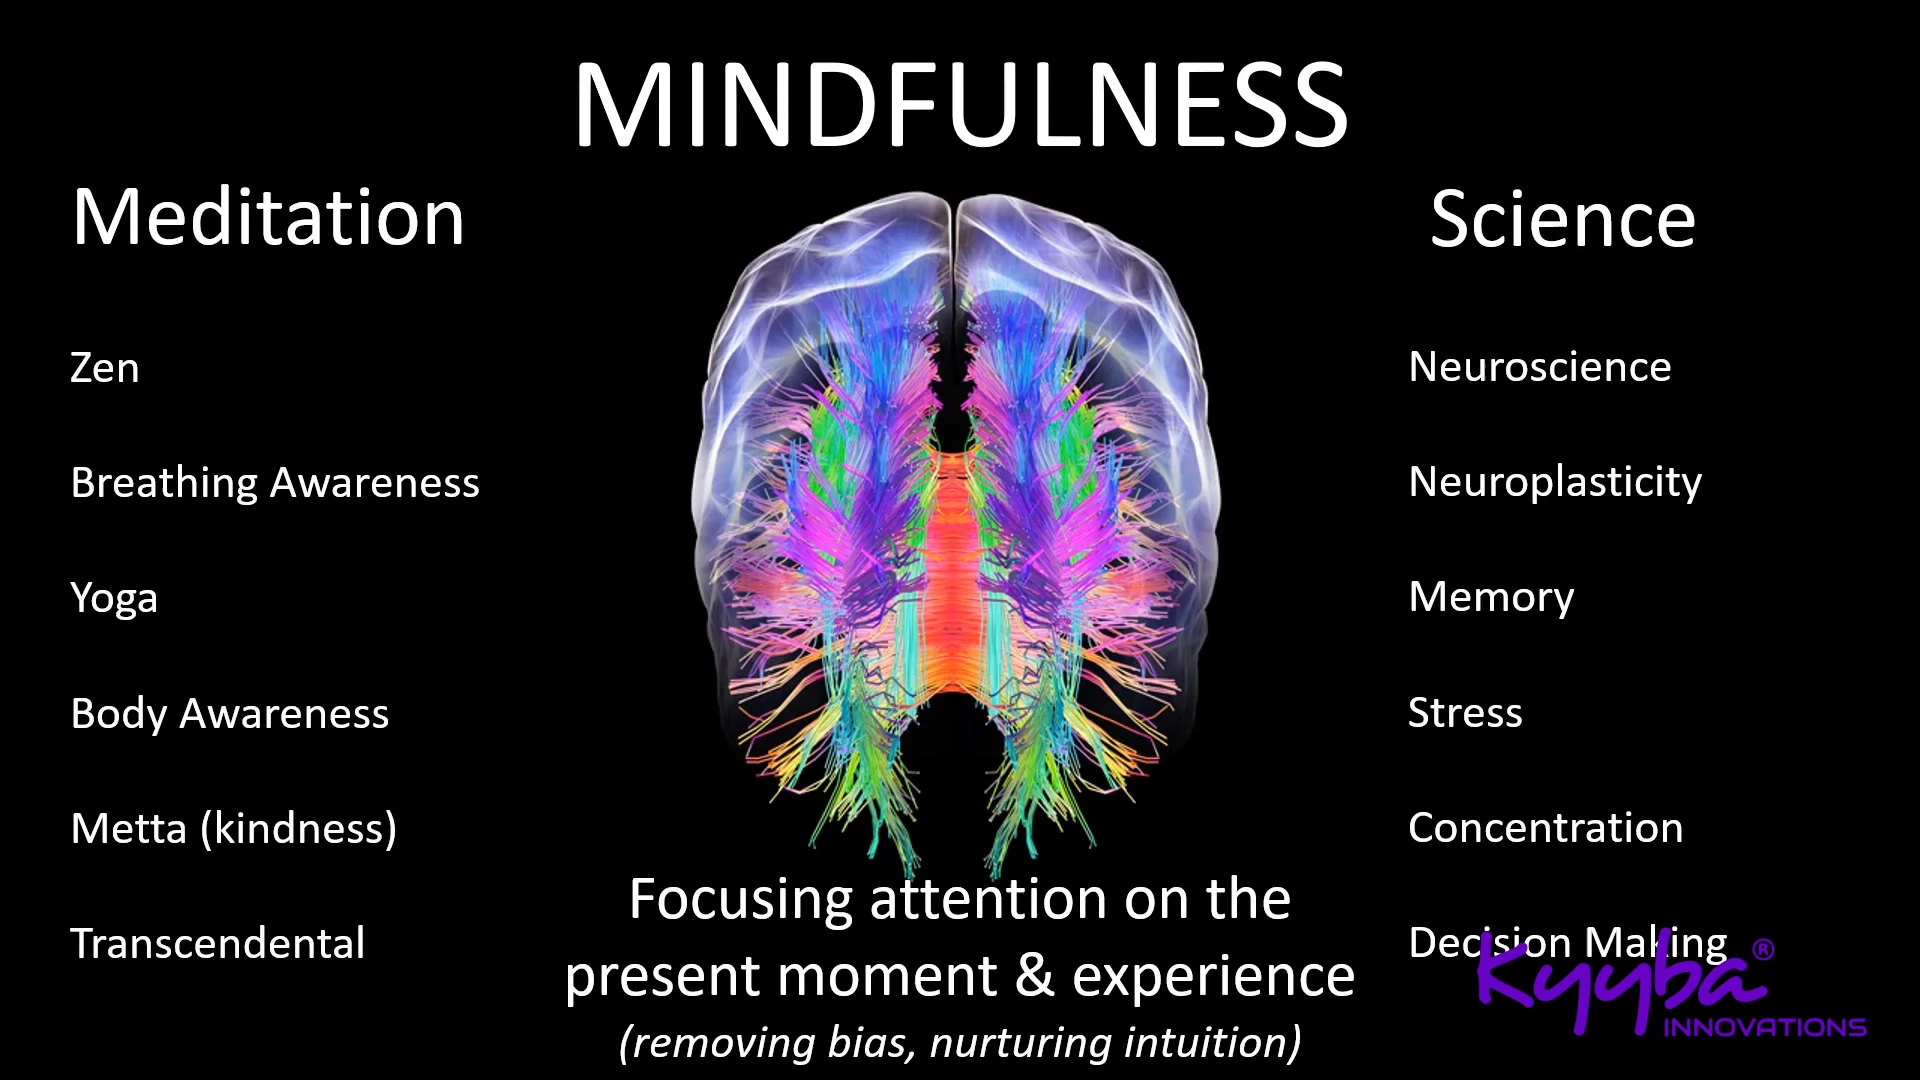 MINDFULNESS
Meditation
Zen
Breathing Awareness
Yoga
Body Awareness
Metta (kindness)
Transcendental
Focusing attention on the
present moment & experience
(removing bias, nurturing intuition)
Science
Neuroscience
Neuroplasticity
Memory
Stress
Concentration
Decision Making
Kyyba®
INNOVATIONS